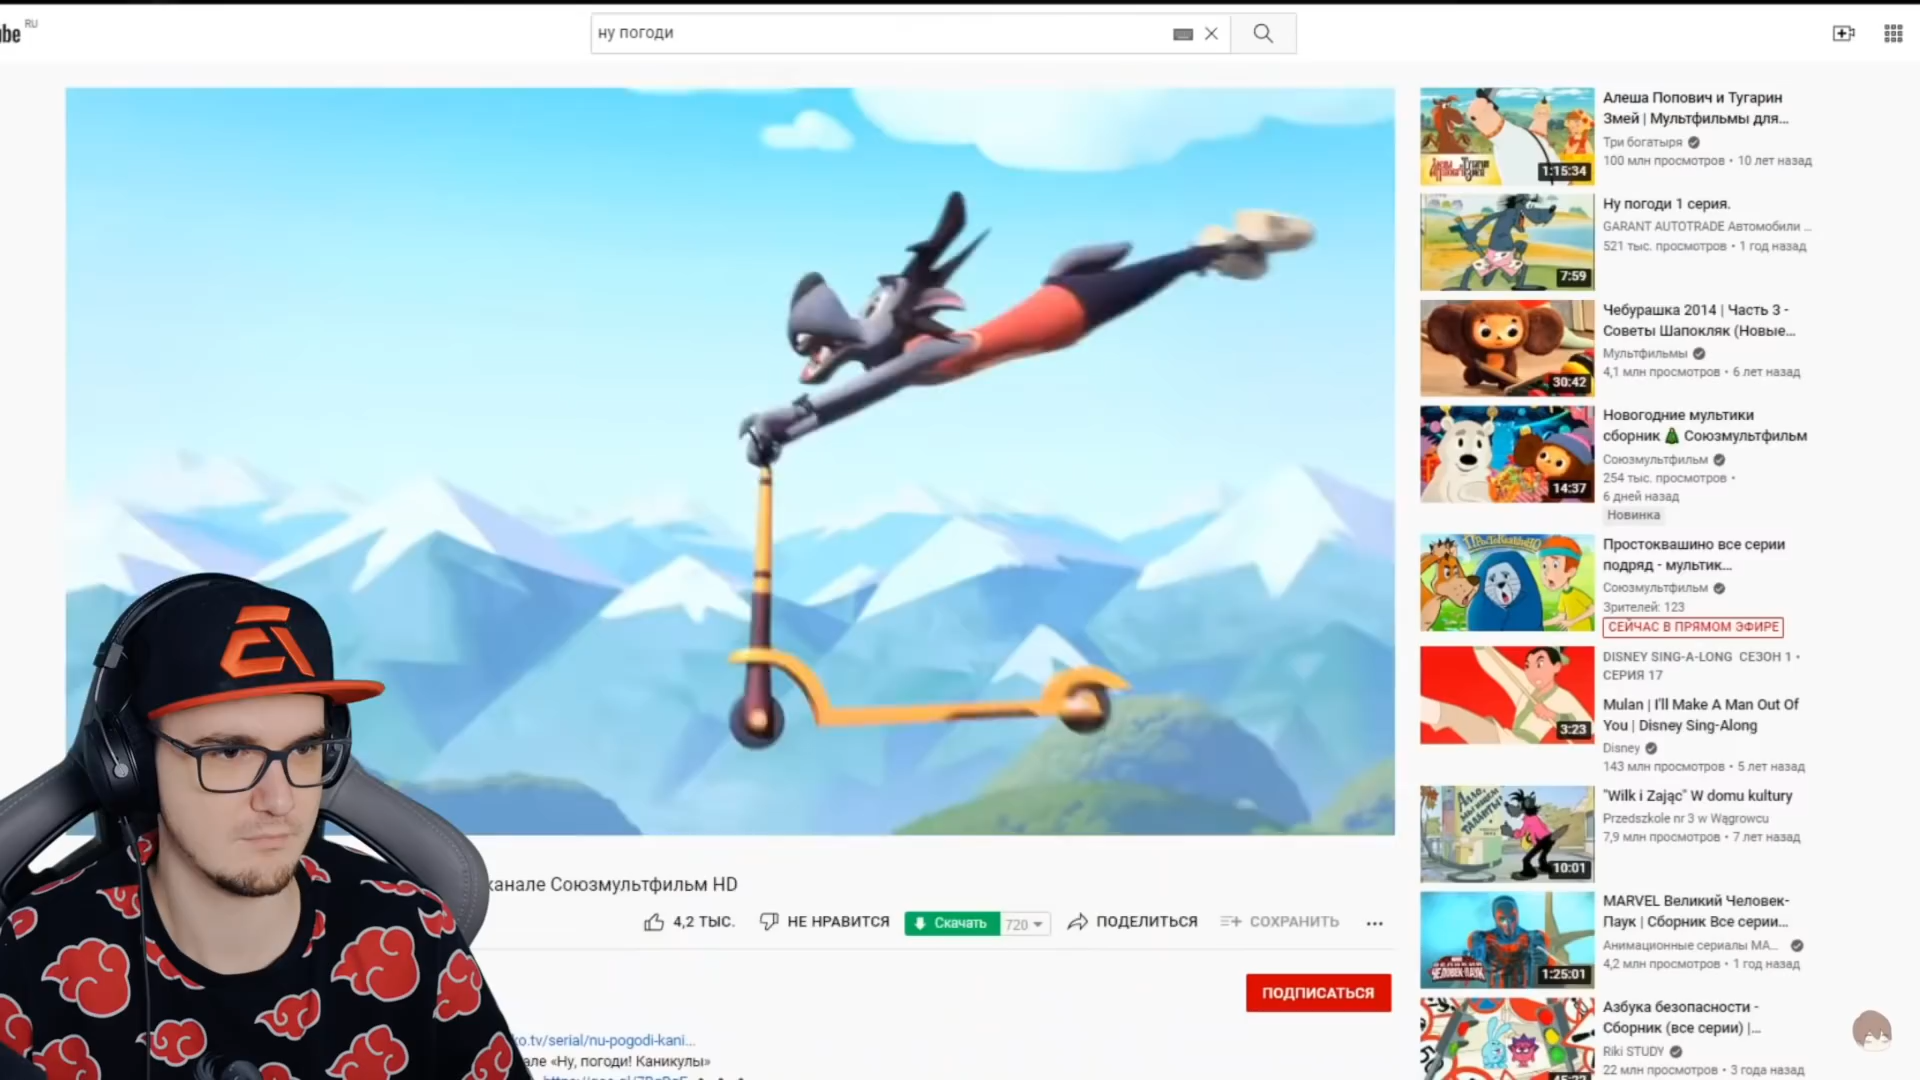 be RU
ну погоди
Алеша Попович и Тугарин
Змей | Мультфильмы для...
Три богатыря
100 млн просмотров • 10 лет назад
1:15:34
Ну погоди 1 серия.
GARANT AUTOTRADE Автомобили ...
521 тыс. просмотров • 1 год назад
7:59
Чебурашка 2014 | Часть 3 -
Советы Шапокляк (Новые...
Мультфильмы
4,1 млн просмотров • 6 лет назад
30:42
Новогодние мультики
сборник 🎄 Союзмультфильм
Союзмультфильм
254 тыс. просмотров •
6 дней назад
Новинка
14:37
Простоквашино все серии
подряд - мультик...
Союзмультфильм
Зрителей: 123
СЕЙЧАС В ПРЯМОМ ЭФИРЕ
DISNEY SING-A-LONG СЕЗОН 1 •
СЕРИЯ 17
Mulan | I'll Make A Man Out Of
You | Disney Sing-Along
Disney
143 млн просмотров • 5 лет назад
3:23
"Wilk i Zając" W domu kultury
Przedszkole nr 3 w Wągrowcu
7,9 млн просмотров • 7 лет назад
10:01
MARVEL Великий Человек-
Паук | Сборник Все серии...
Анимационные сериалы МА...
4,2 млн просмотров • 1 год назад
1:25:01
Азбука безопасности -
Сборник (все серии) |...
Riki STUDY
22 млн просмотров • 3 года назад
канале Союзмультфильм HD
4,2 ТЫС. НЕ НРАВИТСЯ Скачать 720 ПОДЕЛИТЬСЯ СОХРАНИТЬ ...
ПОДПИСАТЬСЯ
ko.tv/serial/nu-pogodi-kani...
але «Ну, погоди! Каникулы»